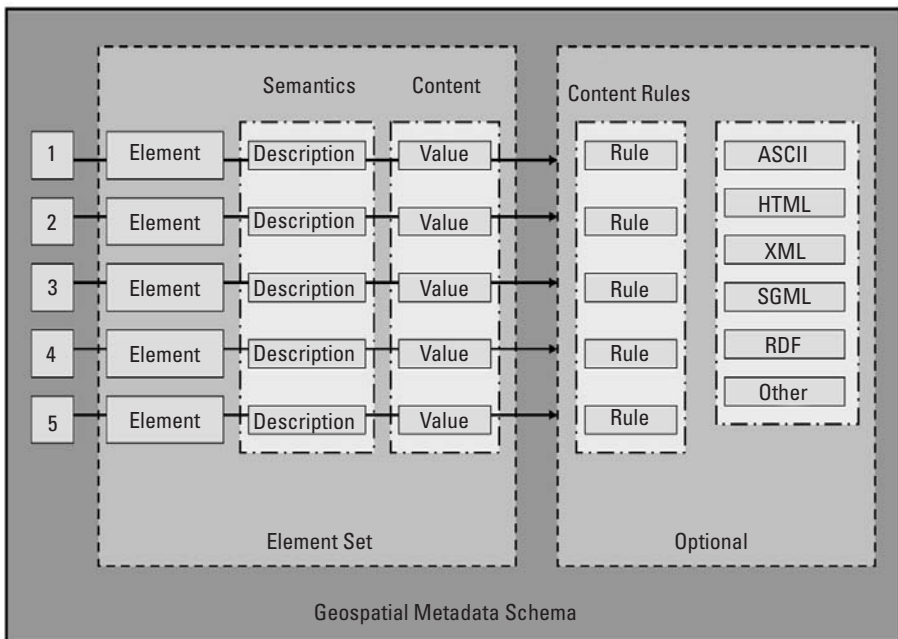 Semantics Content Content Rules
1 Element Description Value Rule ASCII
2 Element Description Value Rule HTML
3 Element Description Value Rule XML
4 Element Description Value Rule SGML
5 Element Description Value Rule RDF
Other
Element Set Optional
Geospatial Metadata Schema